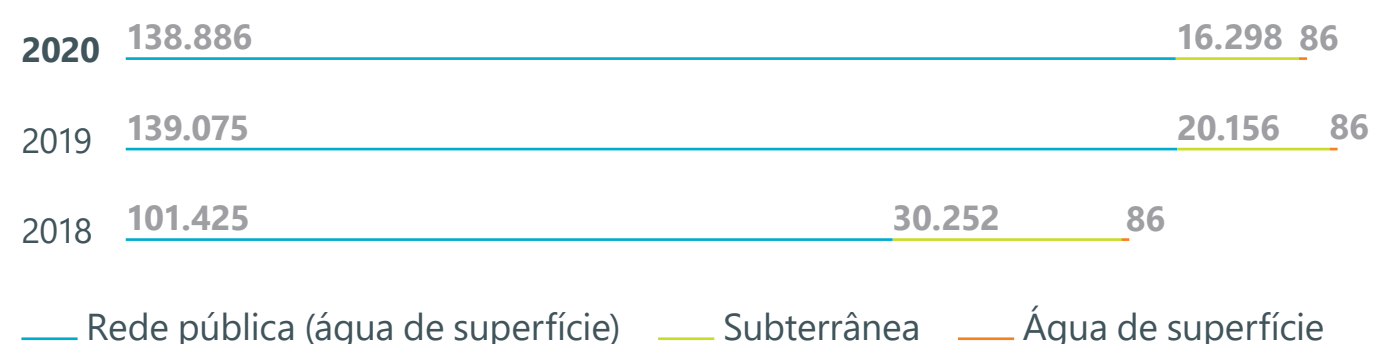 2020 138.886 16.298 86
2019 139.075 20.156 86
2018 101.425 30.252 86
Rede pública (água de superfície) Subterrânea Água de superfície